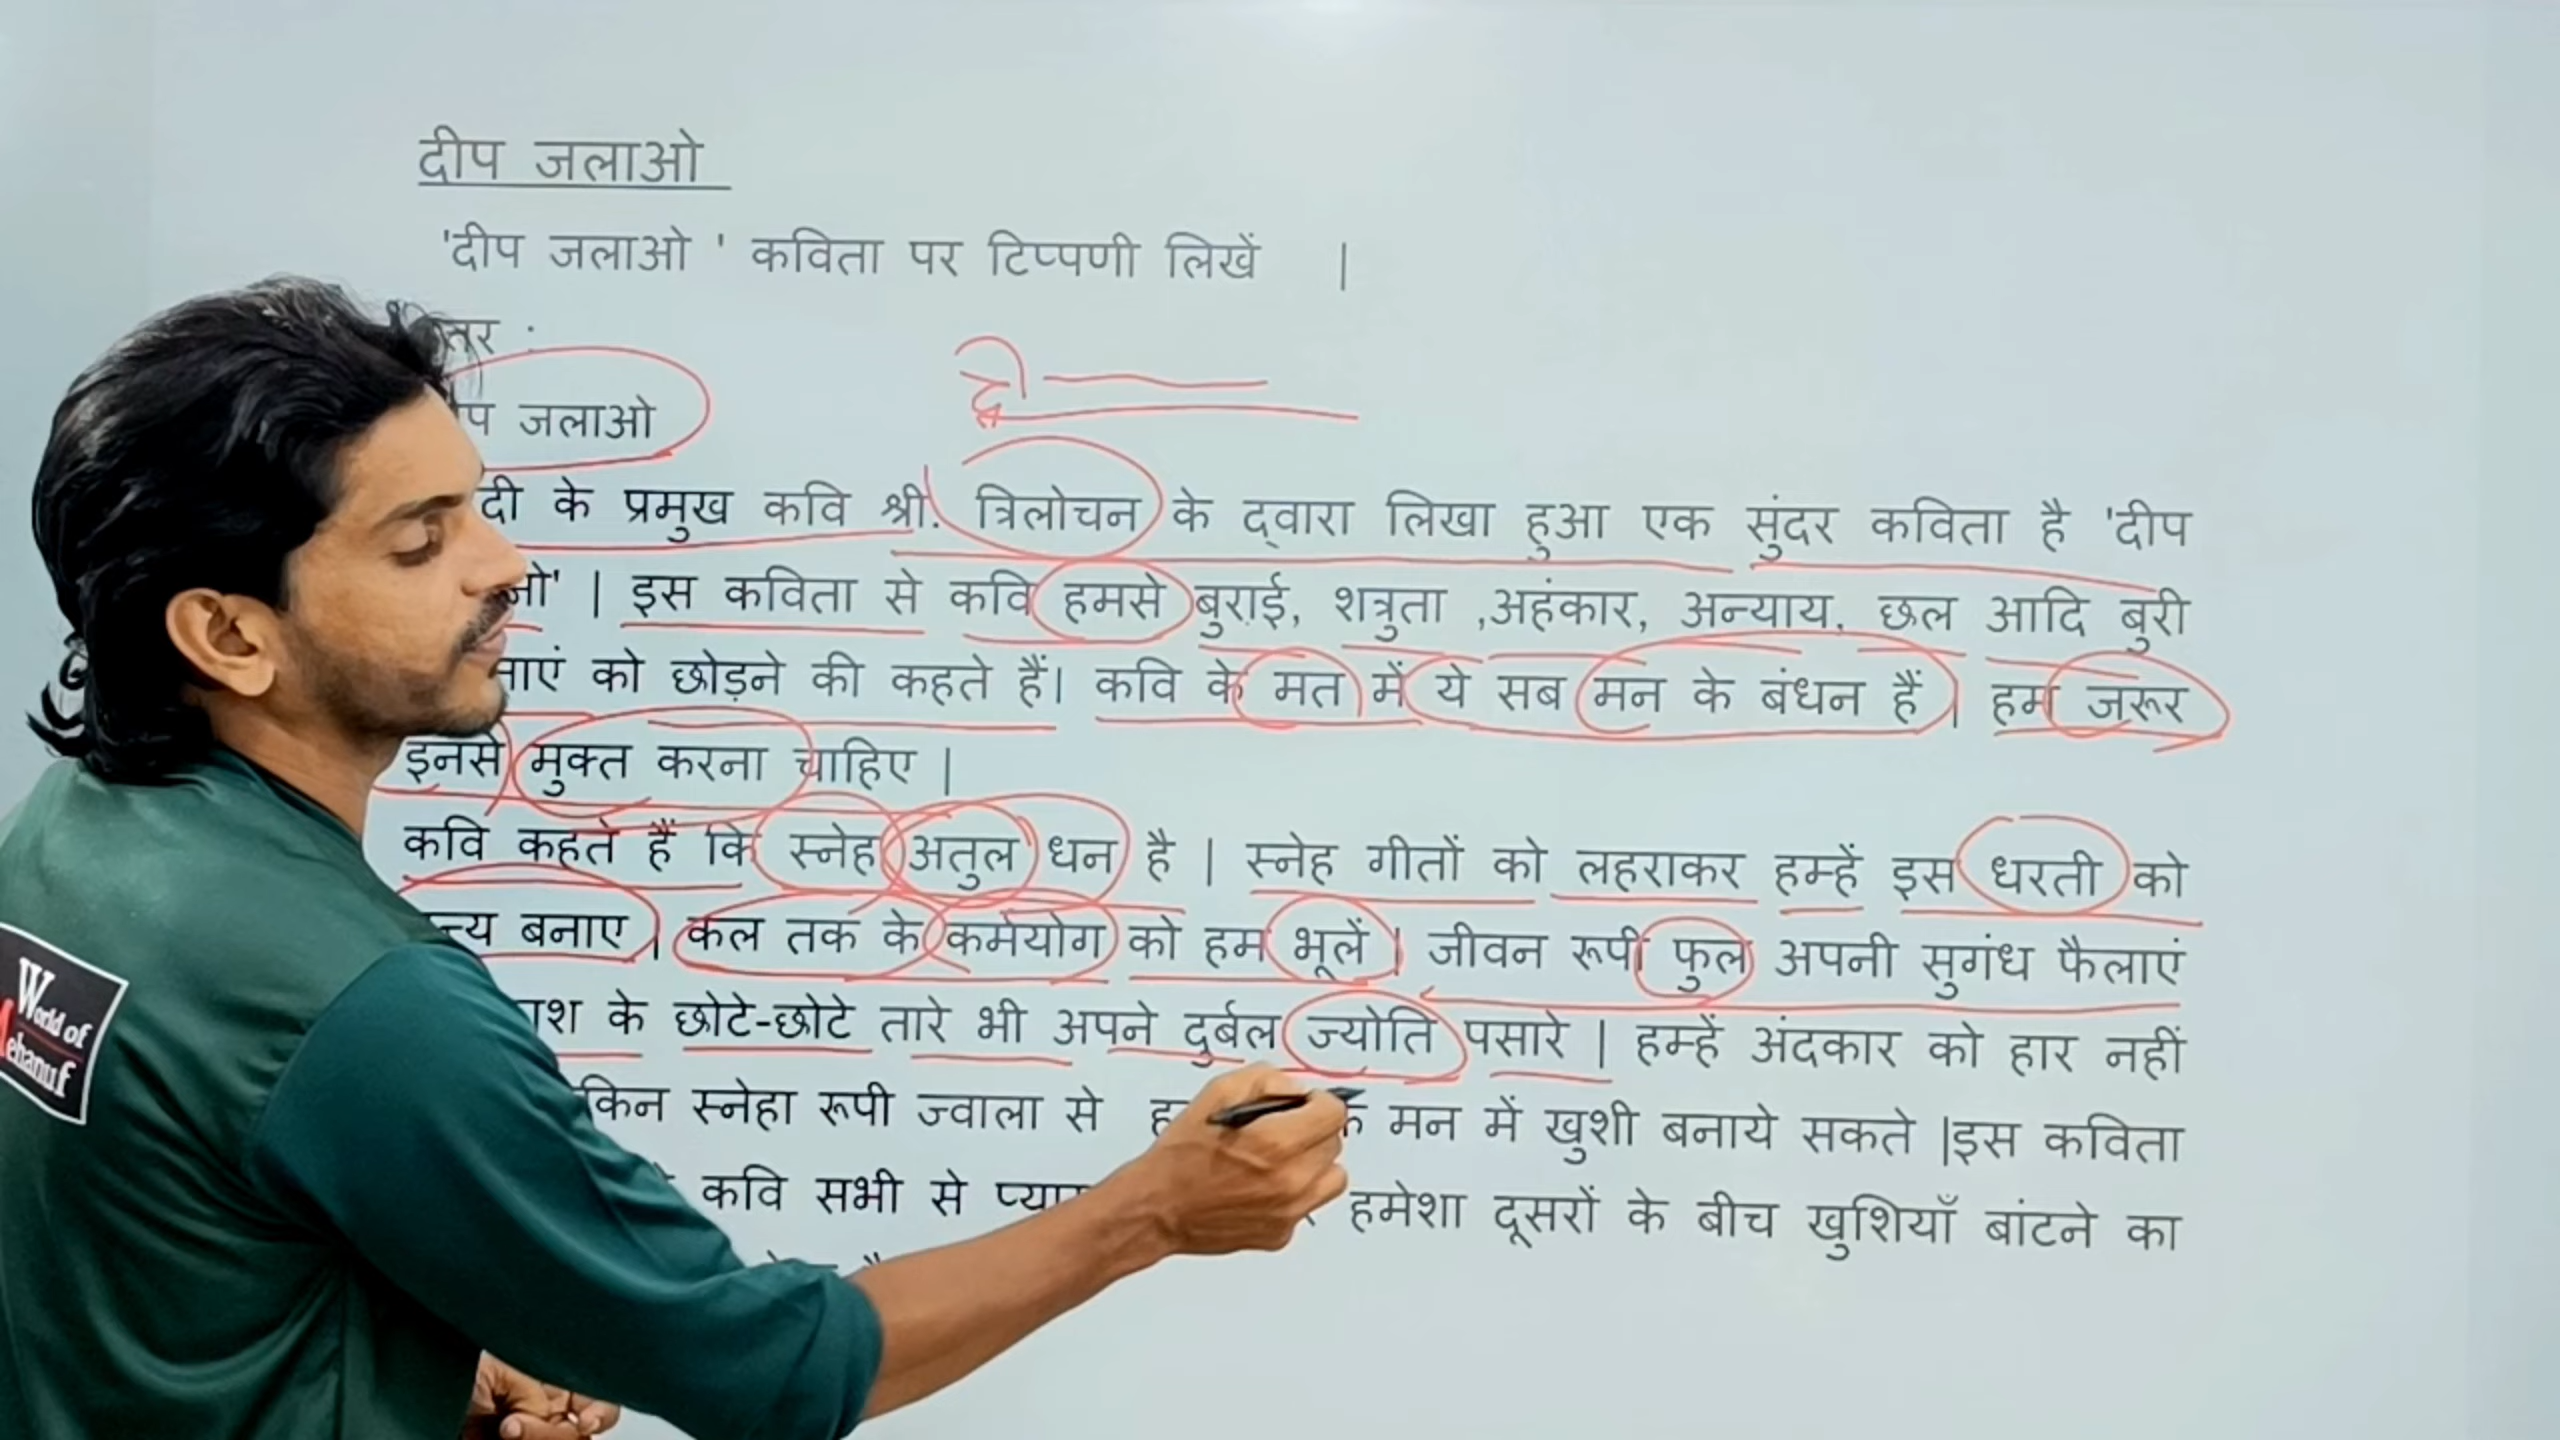 दीप जलाओ
'दीप जलाओ ' कविता पर टिप्पणी लिखें |
जलाओ
के प्रमुख कवि श्री. त्रिलोचन के द्वारा लिखा हुआ एक सुंदर कविता है 'दीप
| इस कविता से कवि हमसे बुराई, शत्रुता ,अहंकार, अन्याय, छल आदि बुरी
को छोड़ने की कहते हैं। कवि के मत में ये सब मन के बंधन हैं | हम जरूर
इनसे मुक्त करना चाहिए |
कवि कहते हैं कि स्नेह अतुल धन है | स्नेह गीतों को लहराकर हम्हें इस धरती को
बनाए | कल तक के कर्मयोग को हम भूलें | जीवन रूपी फुल अपनी सुगंध फैलाएं
के छोटे-छोटे तारे भी अपने दुर्बल ज्योति पसारे | हम्हें अंदकार को हार नहीं
स्नेहा रूपी ज्वाला से मन में खुशी बनाये सकते |इस कविता
कवि सभी से हमेशा दूसरों के बीच खुशियाँ बांटने का
World of